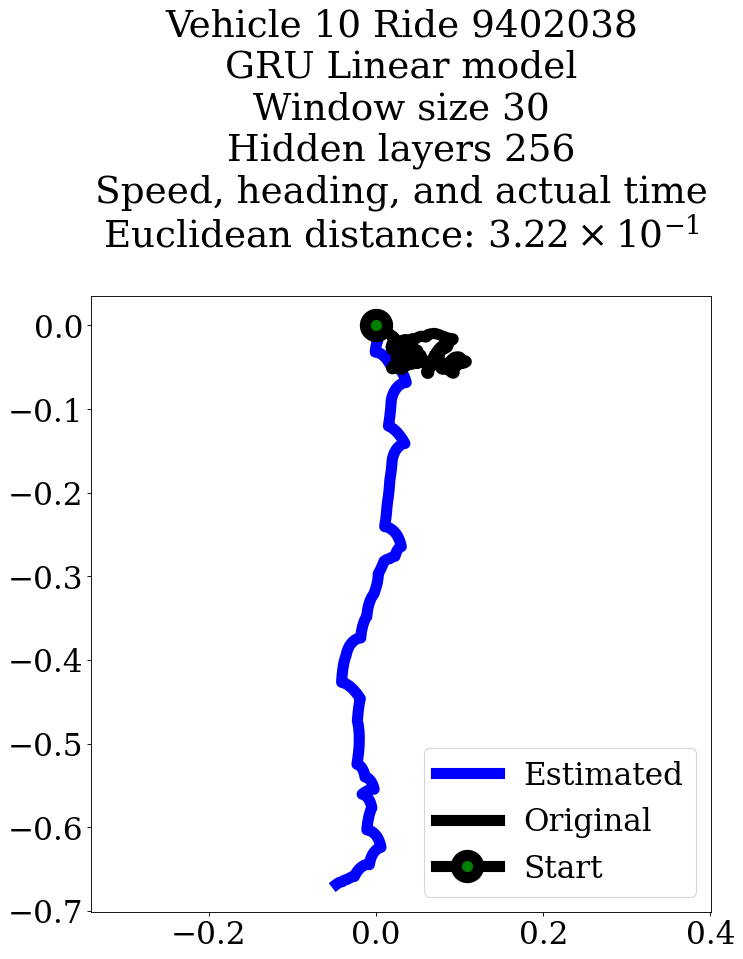 Vehicle 10 Ride 9402038
GRU Linear model
Window size 30
Hidden layers 256
Speed, heading, and actual time
Euclidean distance: 3.22 × 10⁻¹
0.0
−0.1
−0.2
−0.3
−0.4
−0.5
−0.6
−0.7
Estimated
Original
Start
−0.2 0.0 0.2 0.4